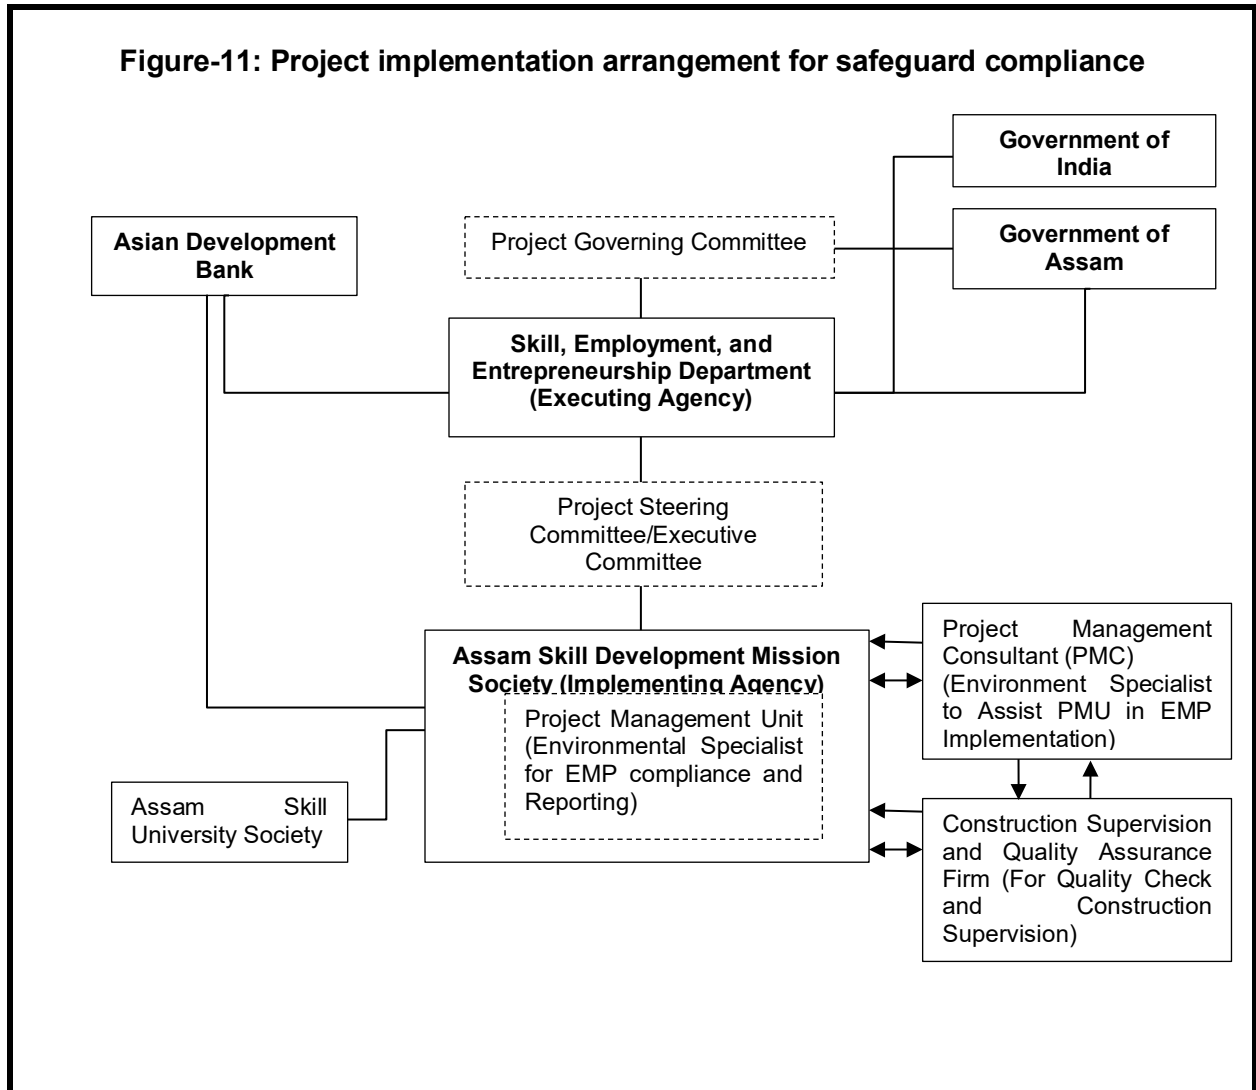 Figure-11: Project implementation arrangement for safeguard compliance
Government of
India
Asian Development
Bank
Project Governing Committee
Government of
Assam
Skill, Employment, and
Entrepreneurship Department
(Executing Agency)
Project Steering
Committee/Executive
Committee
Assam Skill Development Mission
Society (Implementing Agency)
Project Management Unit
(Environmental Specialist
for EMP compliance and
Reporting)
Project Management
Consultant (PMC)
(Environment Specialist
to Assist PMU in EMP
Implementation)
Assam Skill
University Society
Construction Supervision
and Quality Assurance
Firm (For Quality Check
and Construction
Supervision)